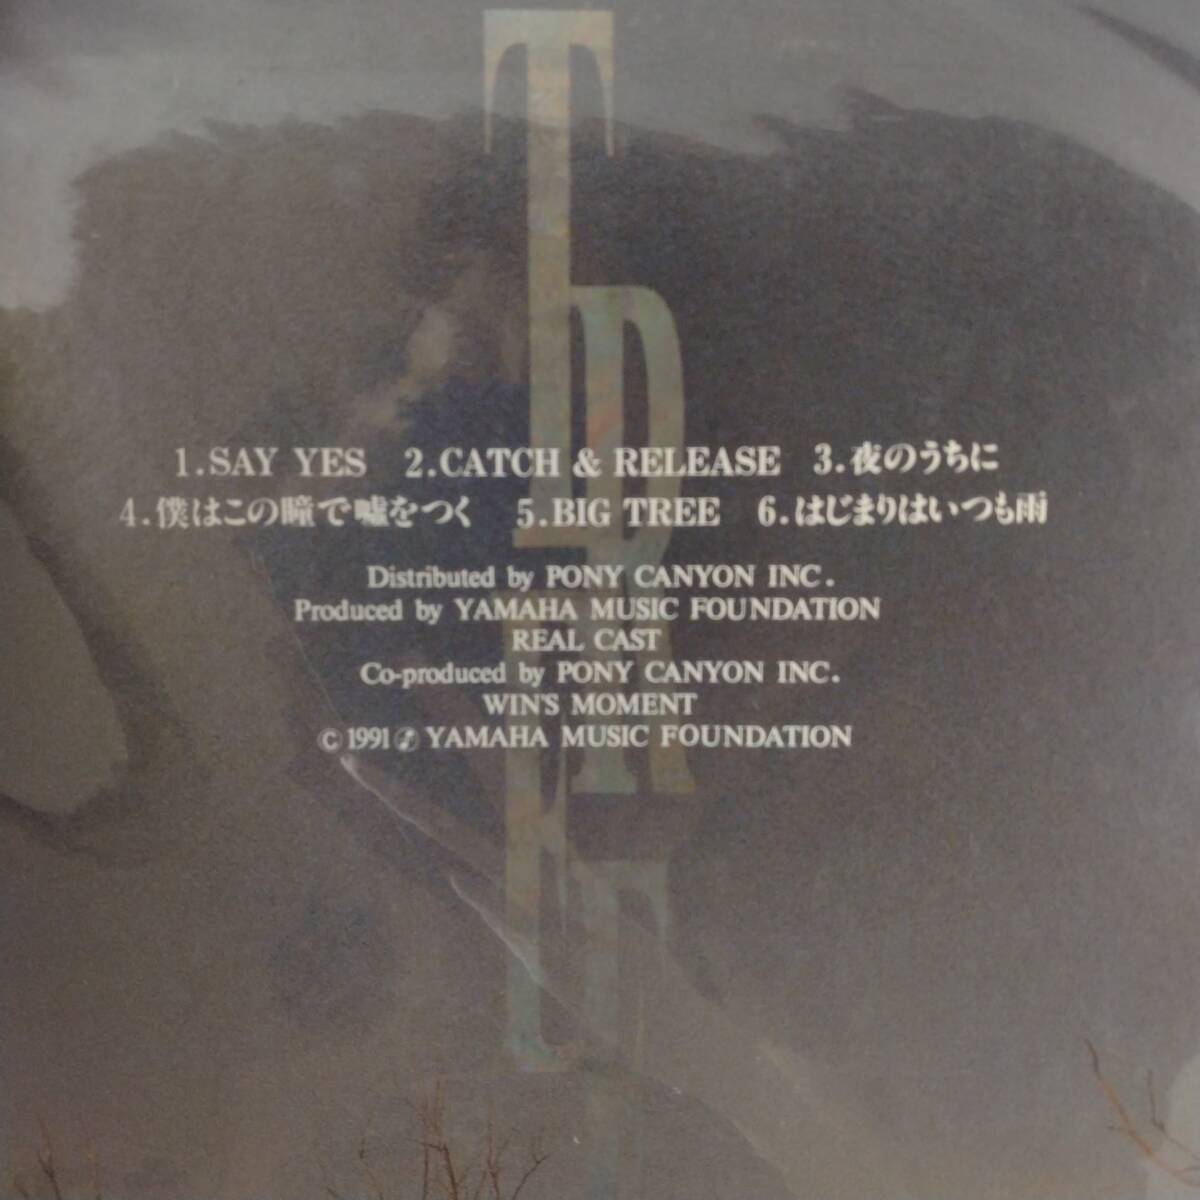 TREE
1.SAY YES 2.CATCH & RELEASE 3.夜のうちに
4.僕はこの瞳で嘘をつく 5.BIG TREE 6.はじまりはいつも雨
Distributed by PONY CANYON INC.
Produced by YAMAHA MUSIC FOUNDATION
REAL CAST
Co-produced by PONY CANYON INC.
WIN'S MOMENT
© 1991 ℗ YAMAHA MUSIC FOUNDATION